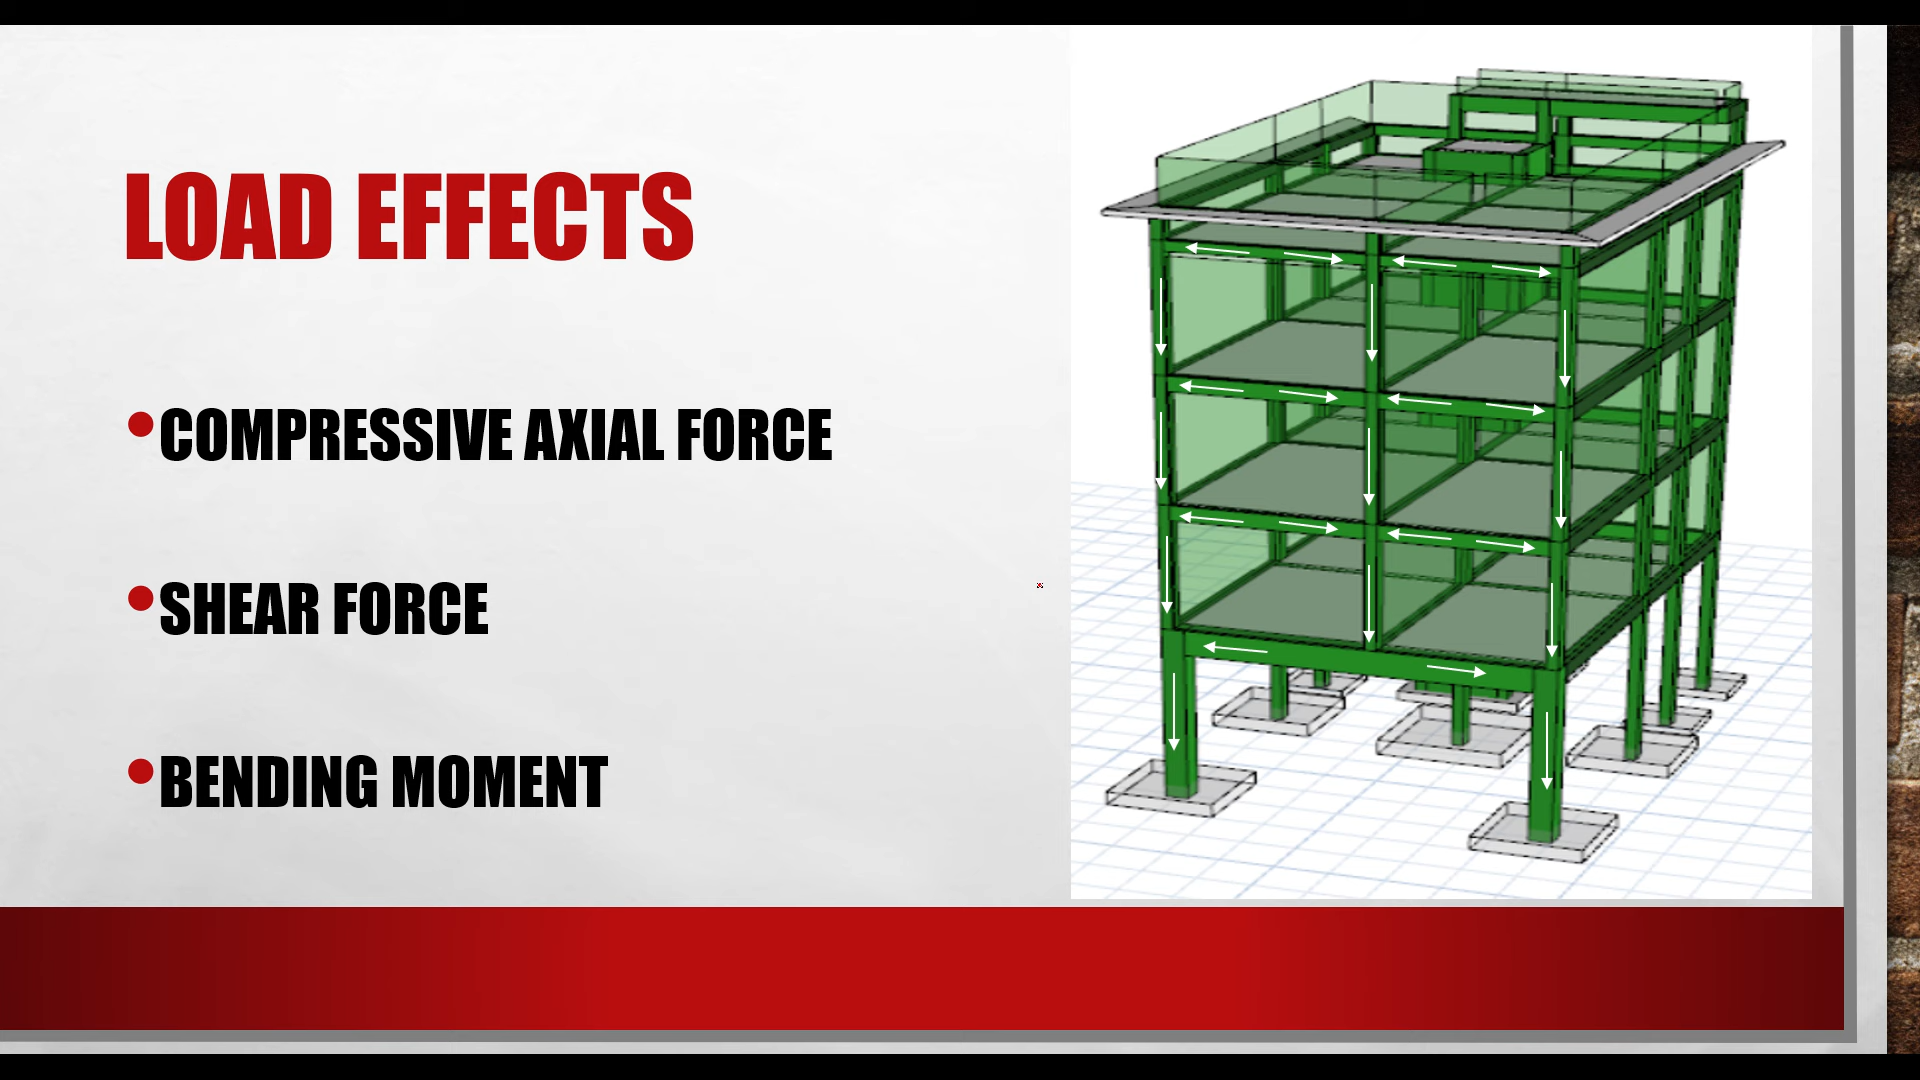 LOAD EFFECTS
•COMPRESSIVE AXIAL FORCE
•SHEAR FORCE
•BENDING MOMENT